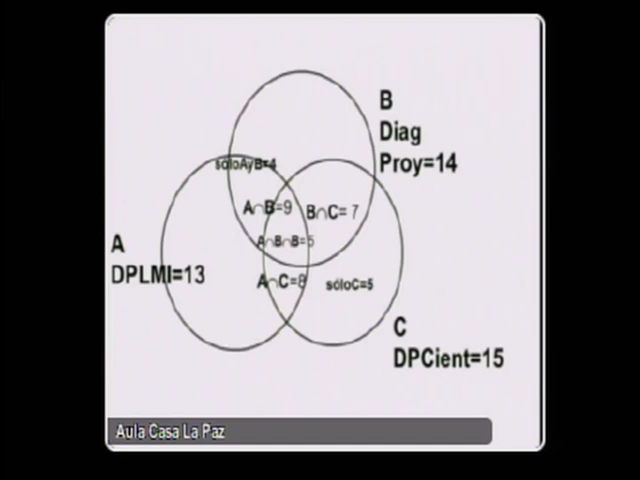 B
Diag
Proy=14
sóloAyB=4
A∩B=9
B∩C= 7
A∩B∩B=5
A
DPLMI=13
A∩C=8
sóloC=5
C
DPCient=15
Aula Casa La Paz